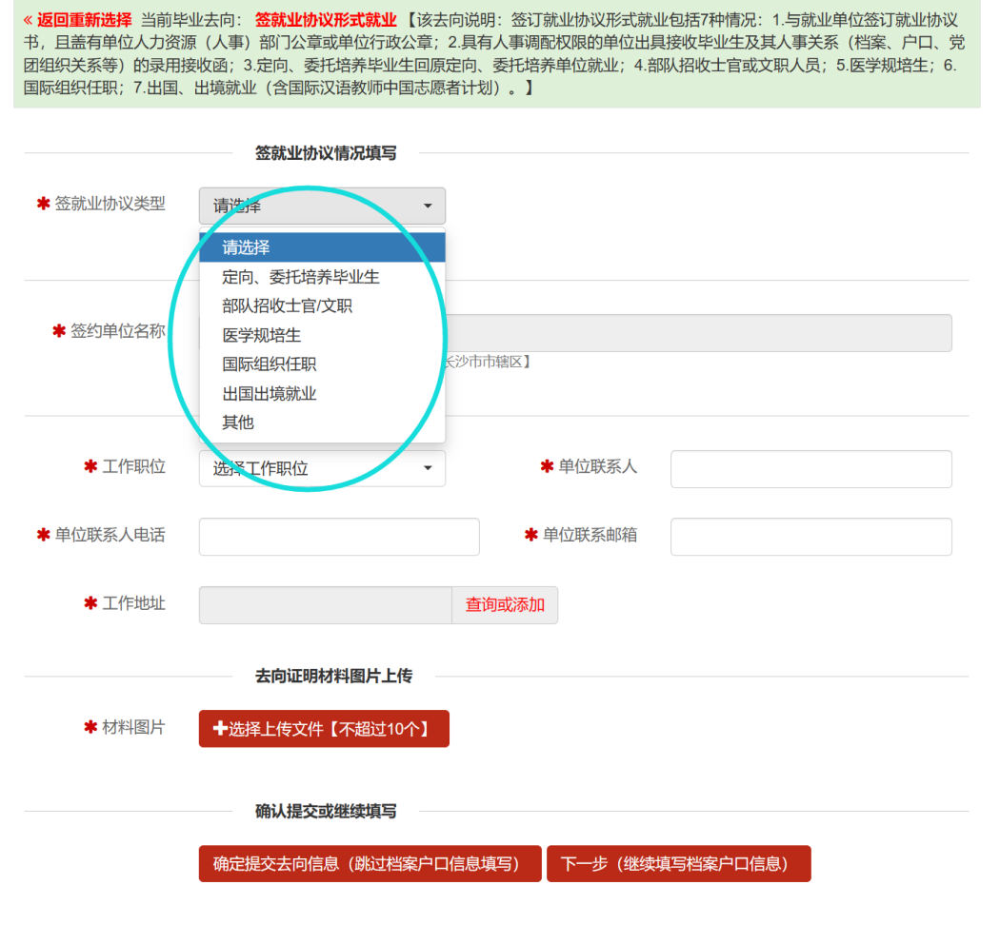 « 返回重新选择 当前毕业去向： 签就业协议形式就业 【该去向说明：签订就业协议形式就业包括7种情况：1.与就业单位签订就业协议
书，且盖有单位人力资源（人事）部门公章或单位行政公章；2.具有人事调配权限的单位出具接收毕业生及其人事关系（档案、户口、党
团组织关系等）的录用接收函；3.定向、委托培养毕业生回原定向、委托培养单位就业；4.部队招收士官或文职人员；5.医学规培生；6.
国际组织任职；7.出国、出境就业（含国际汉语教师中国志愿者计划）。】
签就业协议情况填写
✱ 签就业协议类型 请选择
请选择
定向、委托培养毕业生
部队招收士官/文职
✱ 签约单位名称
医学规培生
国际组织任职
长沙市市辖区】
出国出境就业
其他
✱ 工作职位 选择工作职位 ✱ 单位联系人
✱ 单位联系人电话 ✱ 单位联系邮箱
✱ 工作地址 查询或添加
去向证明材料图片上传
✱ 材料图片 ✚选择上传文件【不超过10个】
确认提交或继续填写
确定提交去向信息（跳过档案户口信息填写） 下一步（继续填写档案户口信息）